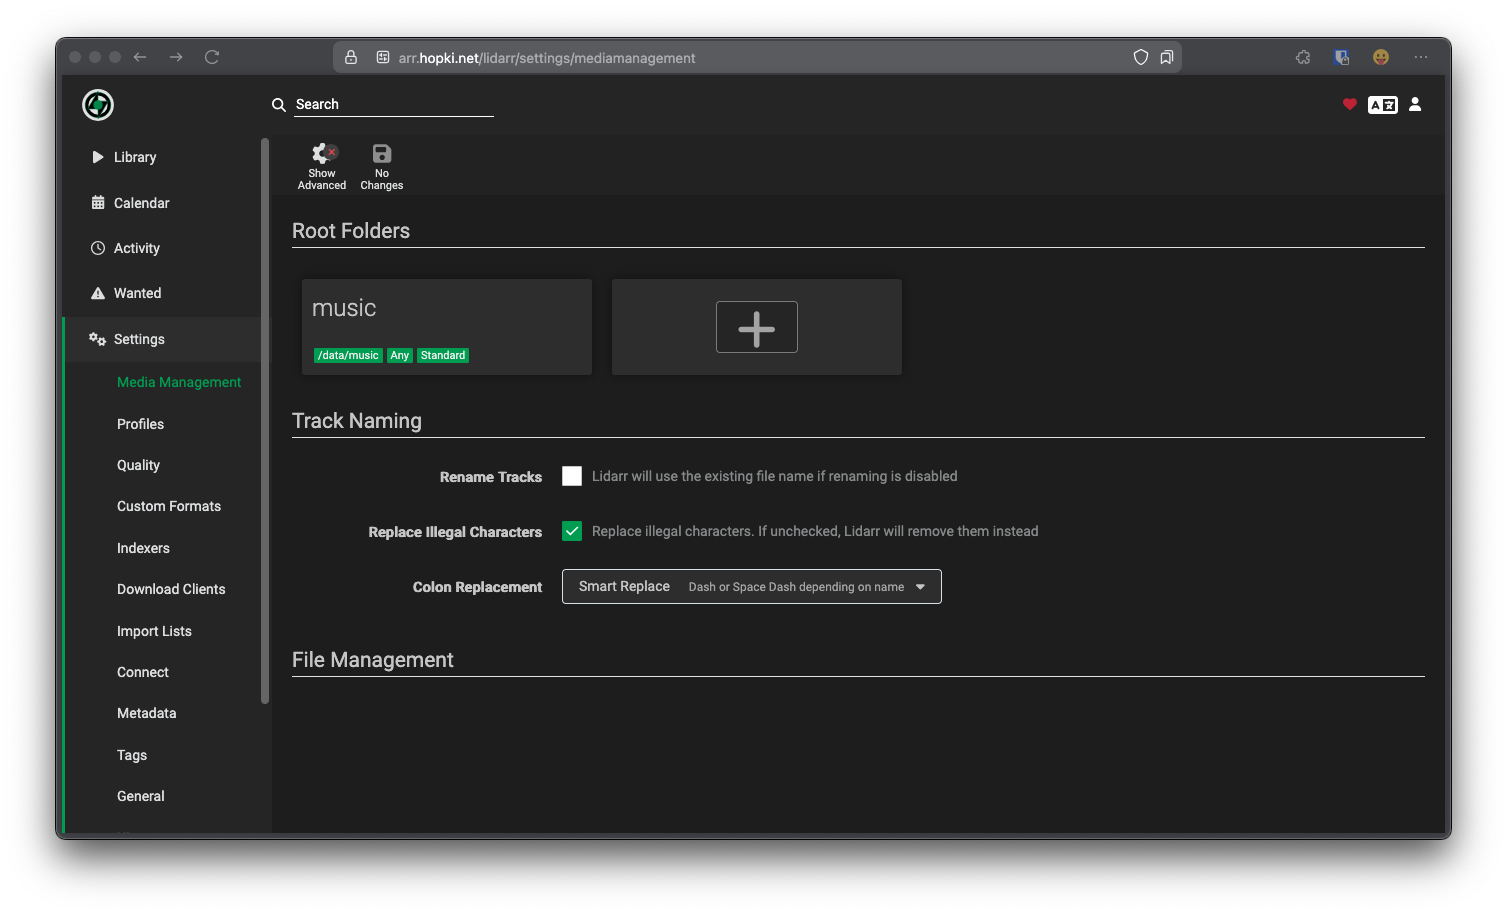 arr.hopki.net/lidarr/settings/mediamanagement
Search
Library
Calendar
Activity
Wanted
Settings
Media Management
Profiles
Quality
Custom Formats
Indexers
Download Clients
Import Lists
Connect
Metadata
Tags
General
Show
Advanced
No
Changes
Root Folders
music
/data/music Any Standard
Track Naming
Rename Tracks Lidarr will use the existing file name if renaming is disabled
Replace Illegal Characters Replace illegal characters. If unchecked, Lidarr will remove them instead
Colon Replacement Smart Replace Dash or Space Dash depending on name
File Management